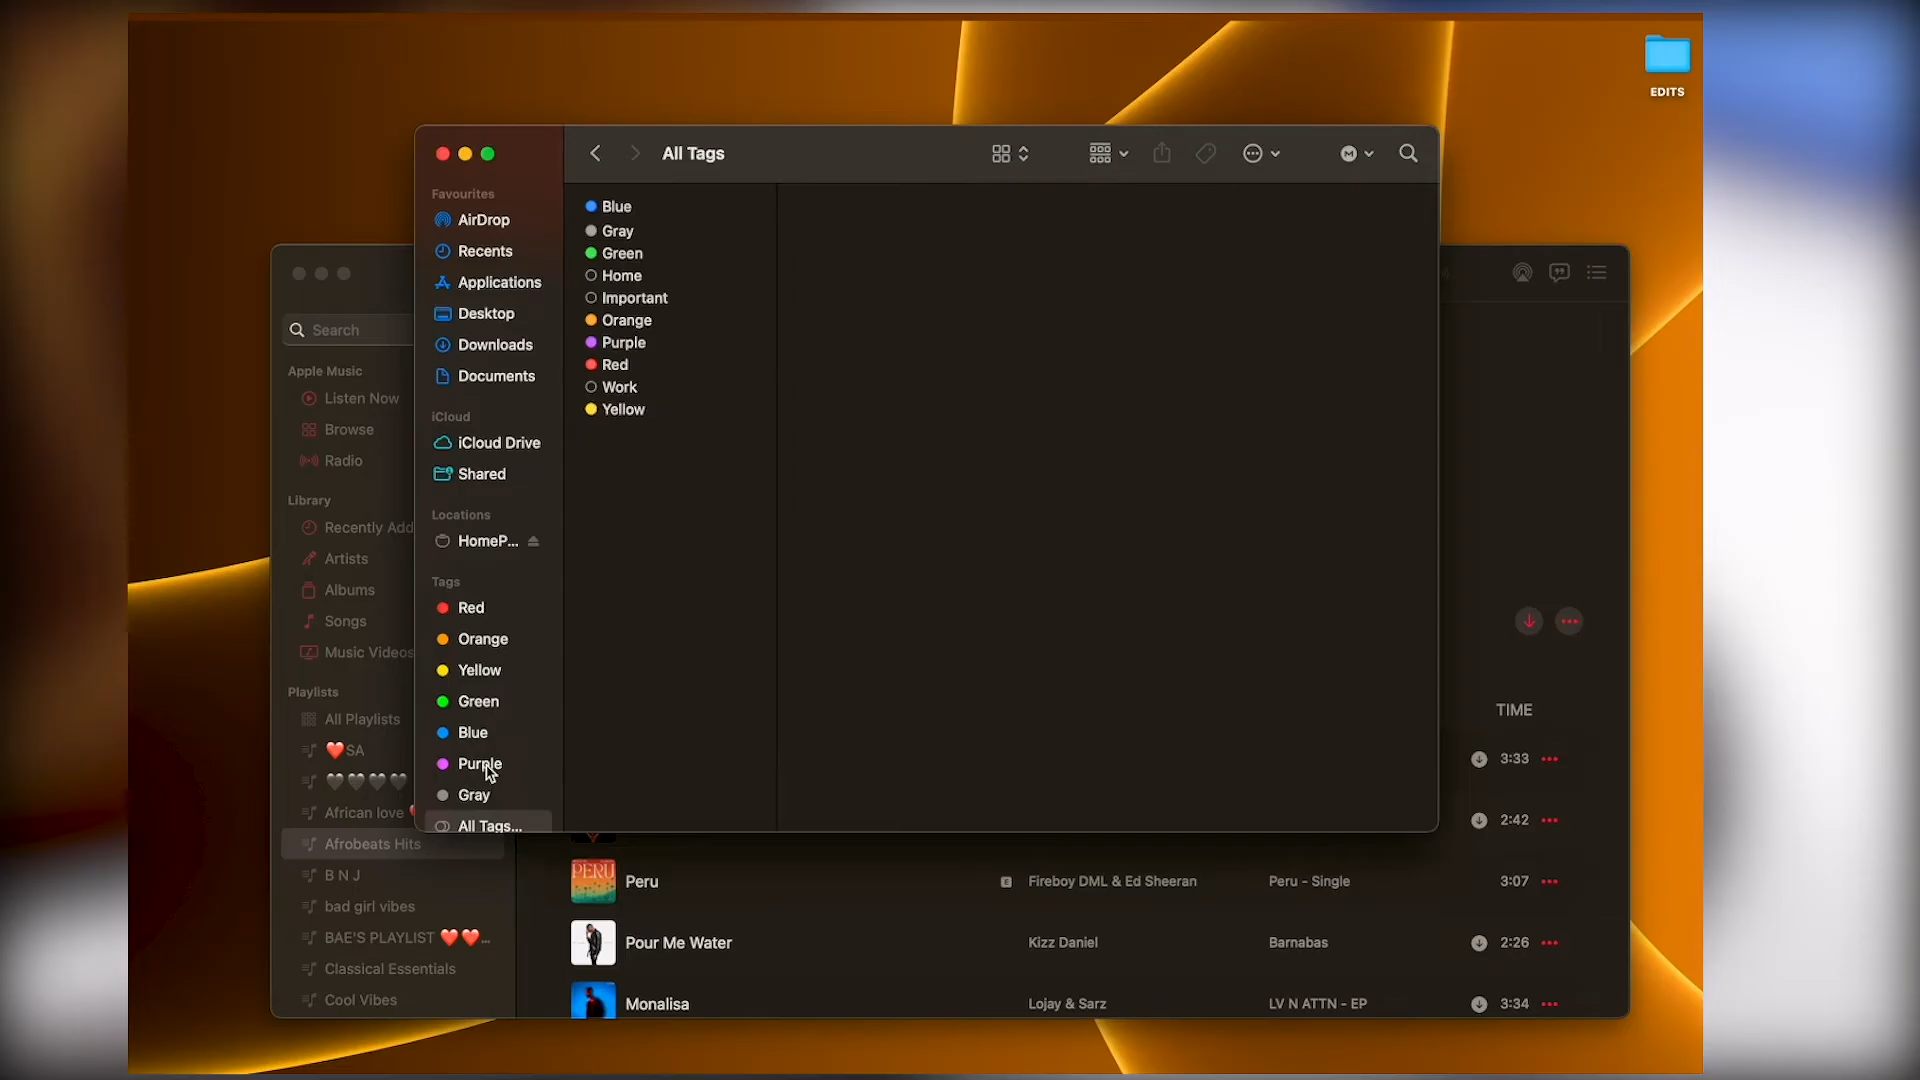 EDITS
All Tags
M
Favourites
AirDrop
Recents
Applications
Desktop
Downloads
Documents
iCloud
iCloud Drive
Shared
Locations
HomeP...
Tags
Red
Orange
Yellow
Green
Blue
Purple
Gray
All Tags...
Blue
Gray
Green
Home
Important
Orange
Purple
Red
Work
Yellow
Search
Apple Music
Listen Now
Browse
Radio
Library
Recently Add
Artists
Albums
Songs
Music Videos
Playlists
All Playlists
❤️SA
🖤🖤🖤🖤
African love
Afrobeats Hits
B N J
bad girl vibes
BAE'S PLAYLIST ❤️❤️...
Classical Essentials
Cool Vibes
TIME
3:33
2:42
PERU
Peru E Fireboy DML & Ed Sheeran Peru - Single 3:07
Pour Me Water Kizz Daniel Barnabas 2:26
Monalisa Lojay & Sarz LV N ATTN - EP 3:34